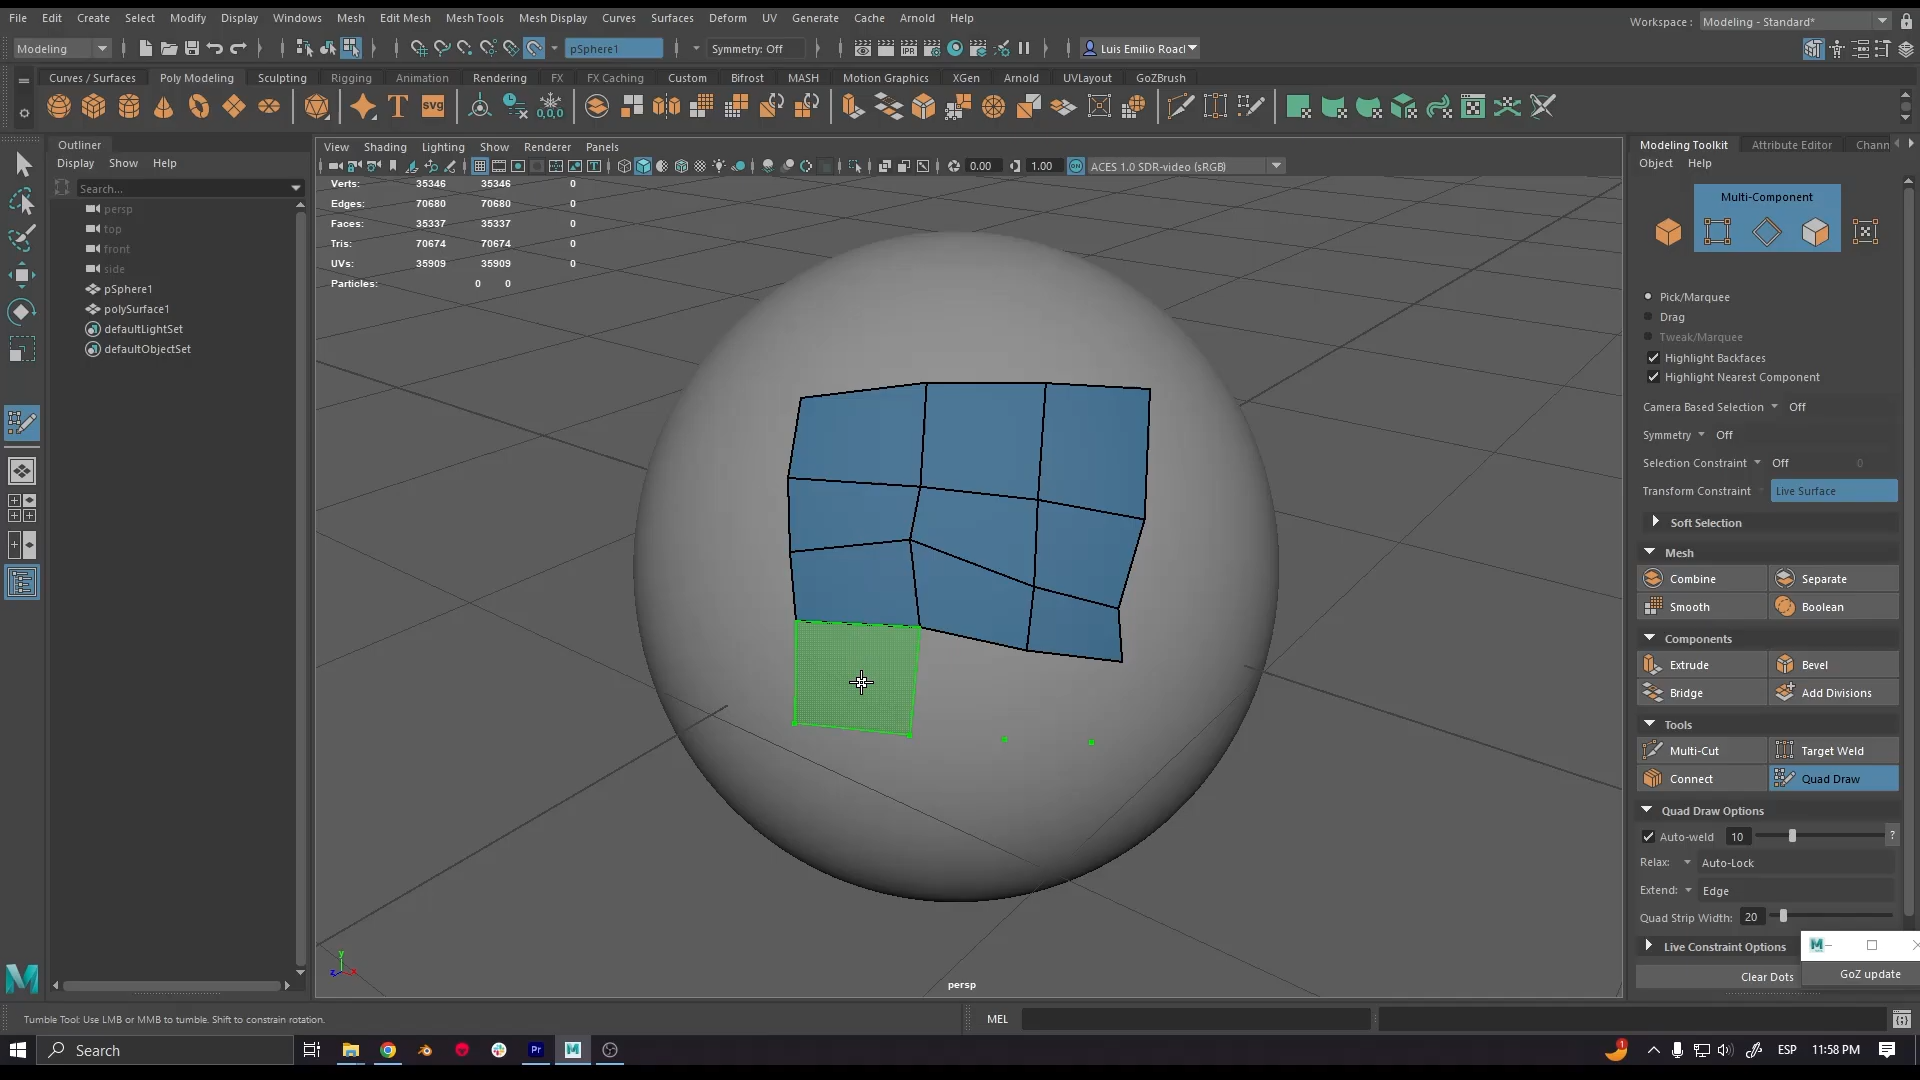 File Edit Create Select Modify Display Windows Mesh Edit Mesh Mesh Tools Mesh Display Curves Surfaces Deform UV Generate Cache Arnold Help
Workspace : Modeling - Standard*
Modeling
pSphere1
Symmetry: Off
Luis Emilio Roacl
Curves / Surfaces Poly Modeling Sculpting Rigging Animation Rendering FX FX Caching Custom Bifrost MASH Motion Graphics XGen Arnold UVLayout GoZBrush
SVG
0,0,0
IPR
Outliner
Display Show Help
Search...
persp
top
front
side
pSphere1
polySurface1
defaultLightSet
defaultObjectSet
View Shading Lighting Show Renderer Panels
0.00 1.00 ON ACES 1.0 SDR-video (sRGB)
Verts: 35346 35346 0
Edges: 70680 70680 0
Faces: 35337 35337 0
Tris: 70674 70674 0
UVs: 35909 35909 0
Particles: 0 0
y
z x
persp
Modeling Toolkit Attribute Editor Chann
Object Help
Multi-Component
Pick/Marquee
Drag
Tweak/Marquee
Highlight Backfaces
Highlight Nearest Component
Camera Based Selection Off
Symmetry Off
Selection Constraint Off 0
Transform Constraint Live Surface
Soft Selection
Mesh
Combine Separate
Smooth Boolean
Components
Extrude Bevel
Bridge Add Divisions
Tools
Multi-Cut Target Weld
Connect Quad Draw
Quad Draw Options
Auto-weld 10 ?
Relax: Auto-Lock
Extend: Edge
Quad Strip Width: 20
Live Constraint Options
Clear Dots
GoZ update
Tumble Tool: Use LMB or MMB to tumble. Shift to constrain rotation.
MEL
Search
Pr
M
1
ESP 11:58 PM